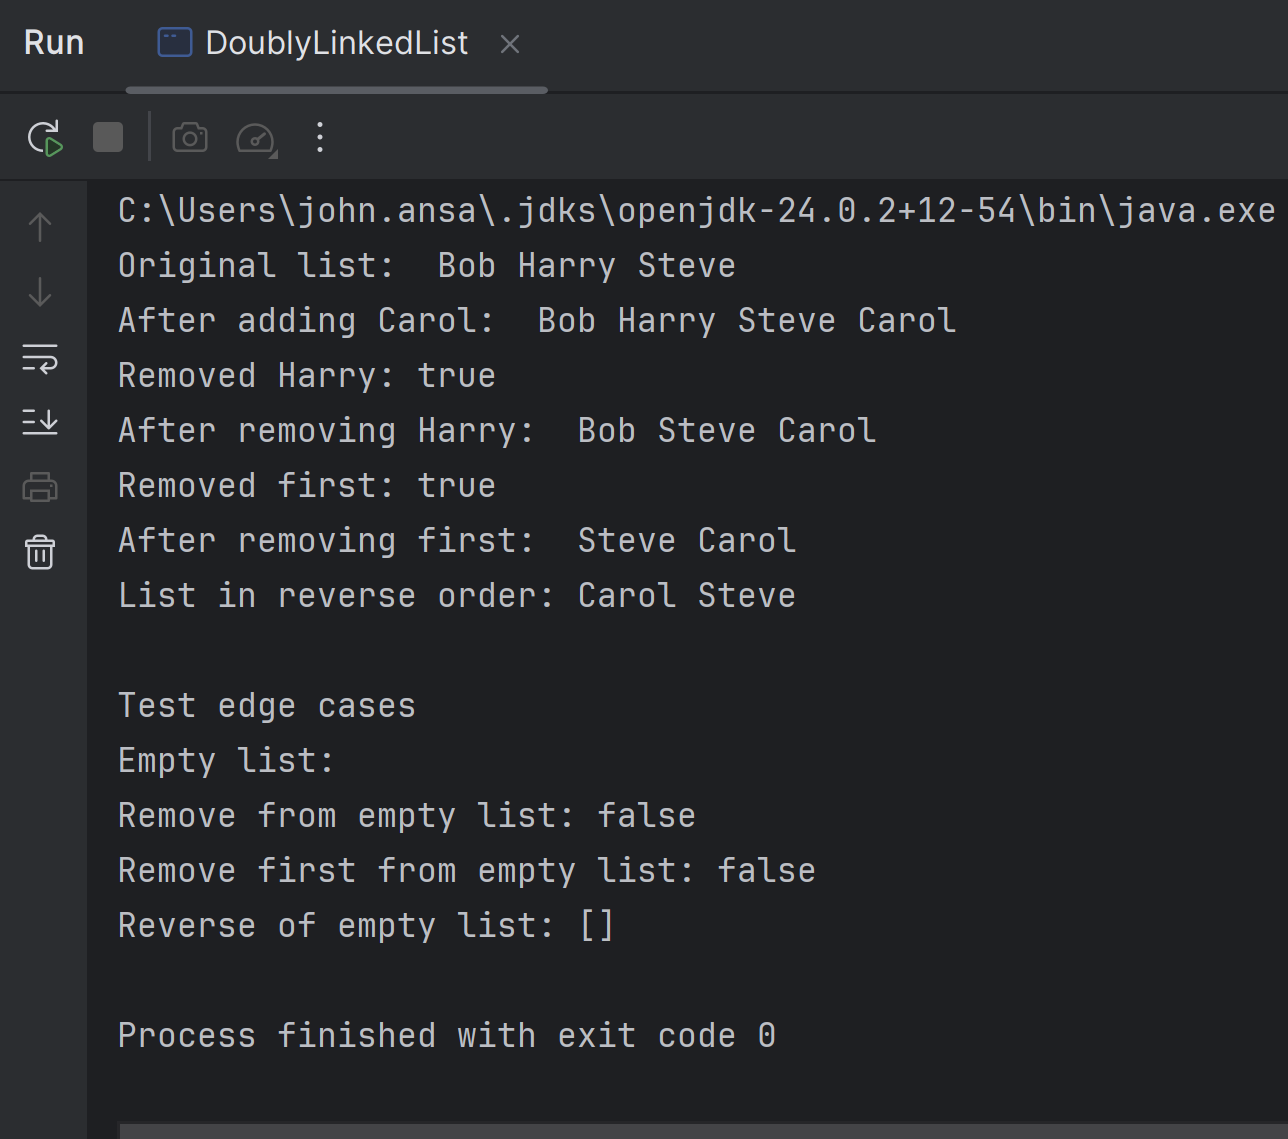 Run DoublyLinkedList
C:\Users\john.ansa\.jdks\openjdk-24.0.2+12-54\bin\java.exe
Original list:  Bob Harry Steve
After adding Carol:  Bob Harry Steve Carol
Removed Harry: true
After removing Harry:  Bob Steve Carol
Removed first: true
After removing first:  Steve Carol
List in reverse order: Carol Steve
Test edge cases
Empty list:
Remove from empty list: false
Remove first from empty list: false
Reverse of empty list: []
Process finished with exit code 0